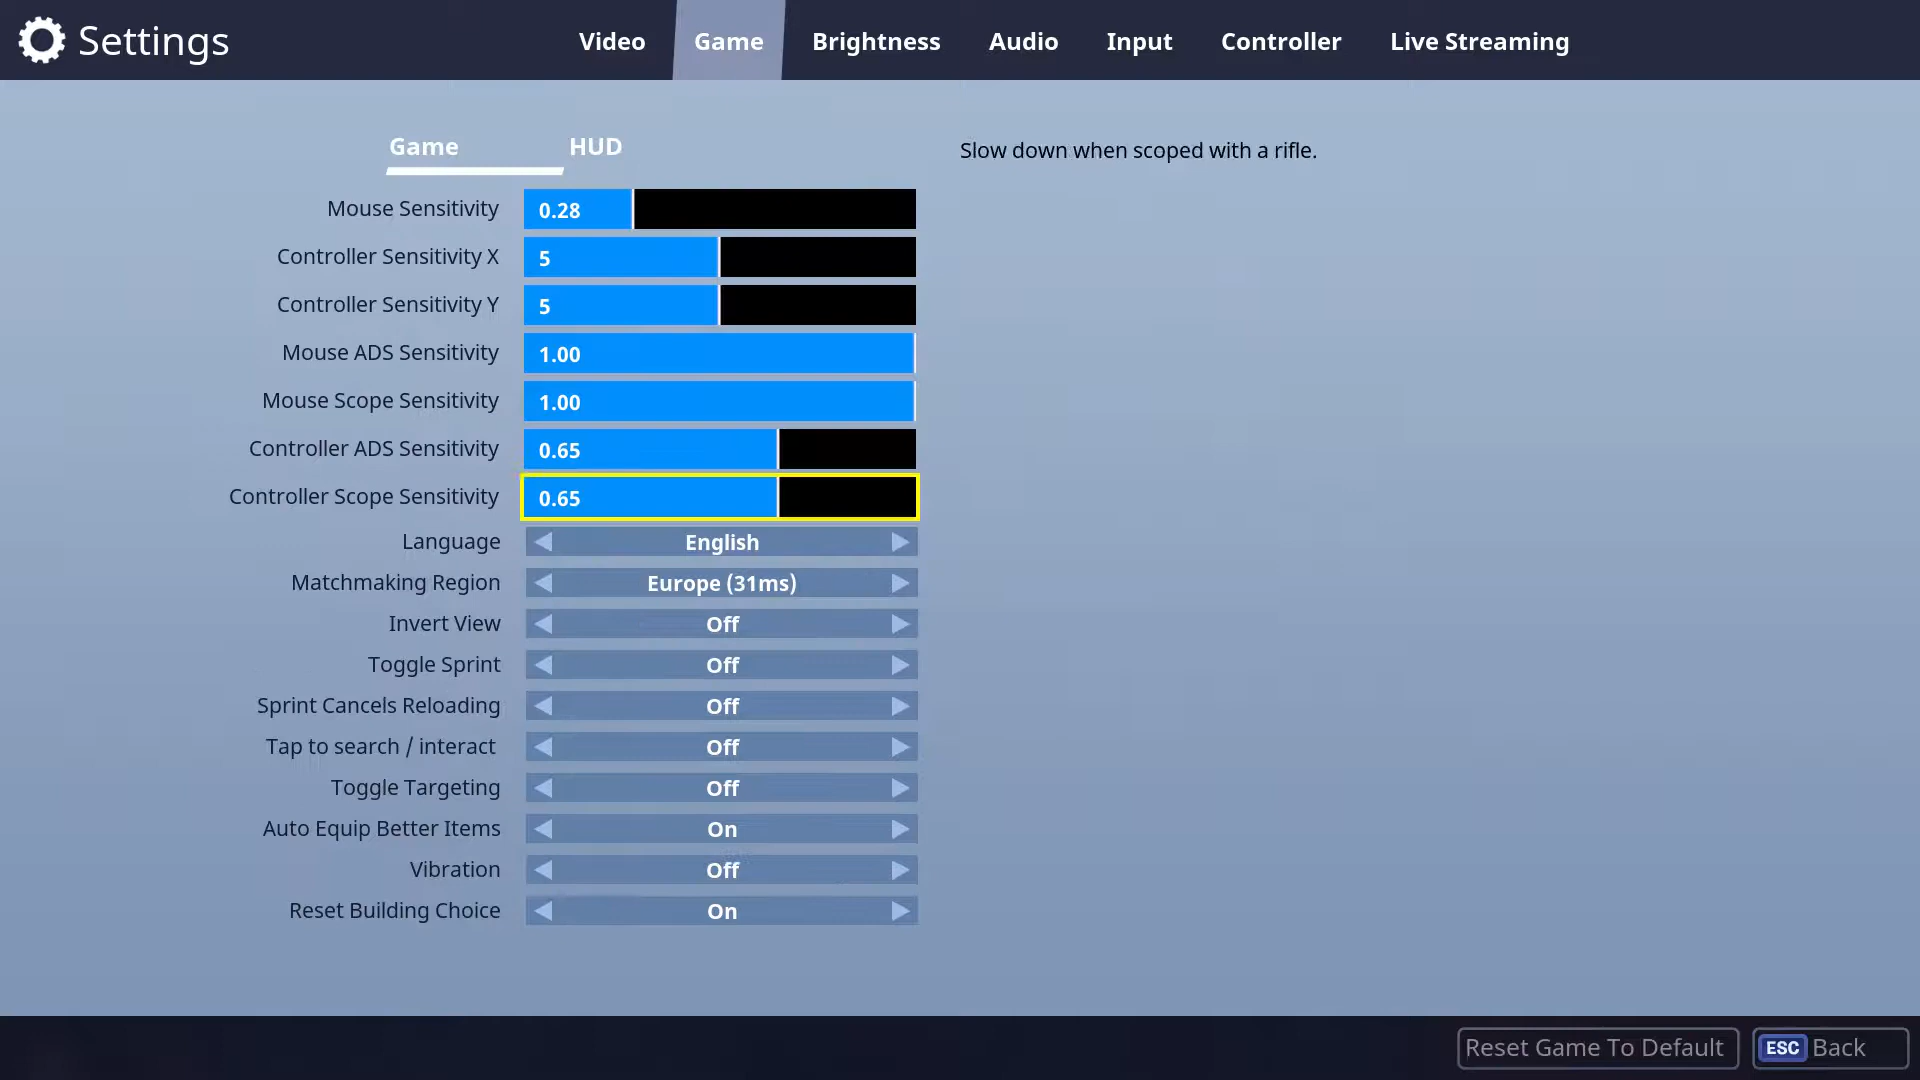 Settings
Video Game Brightness Audio Input Controller Live Streaming
Game HUD
Slow down when scoped with a rifle.
Mouse Sensitivity 0.28
Controller Sensitivity X 5
Controller Sensitivity Y 5
Mouse ADS Sensitivity 1.00
Mouse Scope Sensitivity 1.00
Controller ADS Sensitivity 0.65
Controller Scope Sensitivity 0.65
Language English
Matchmaking Region Europe (31ms)
Invert View Off
Toggle Sprint Off
Sprint Cancels Reloading Off
Tap to search / interact Off
Toggle Targeting Off
Auto Equip Better Items On
Vibration Off
Reset Building Choice On
Reset Game To Default ESC Back